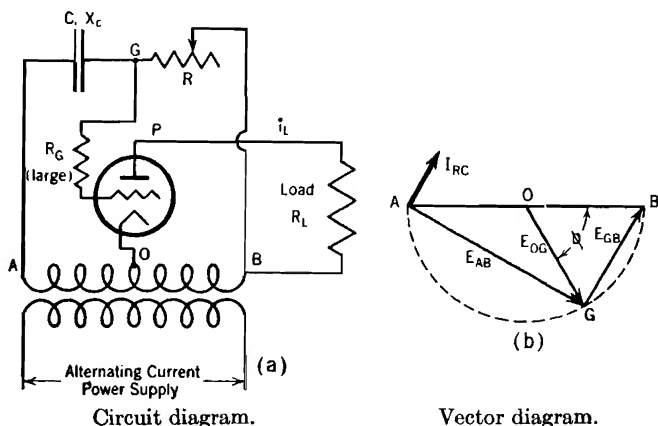 C, Xc
G
R
RG
(large)
P
iL
Load
RL
A
O
B
(a)
Alternating Current
Power Supply
Circuit diagram.
IRC
A
O
B
EAB
EOG
ø
EGB
G
(b)
Vector diagram.